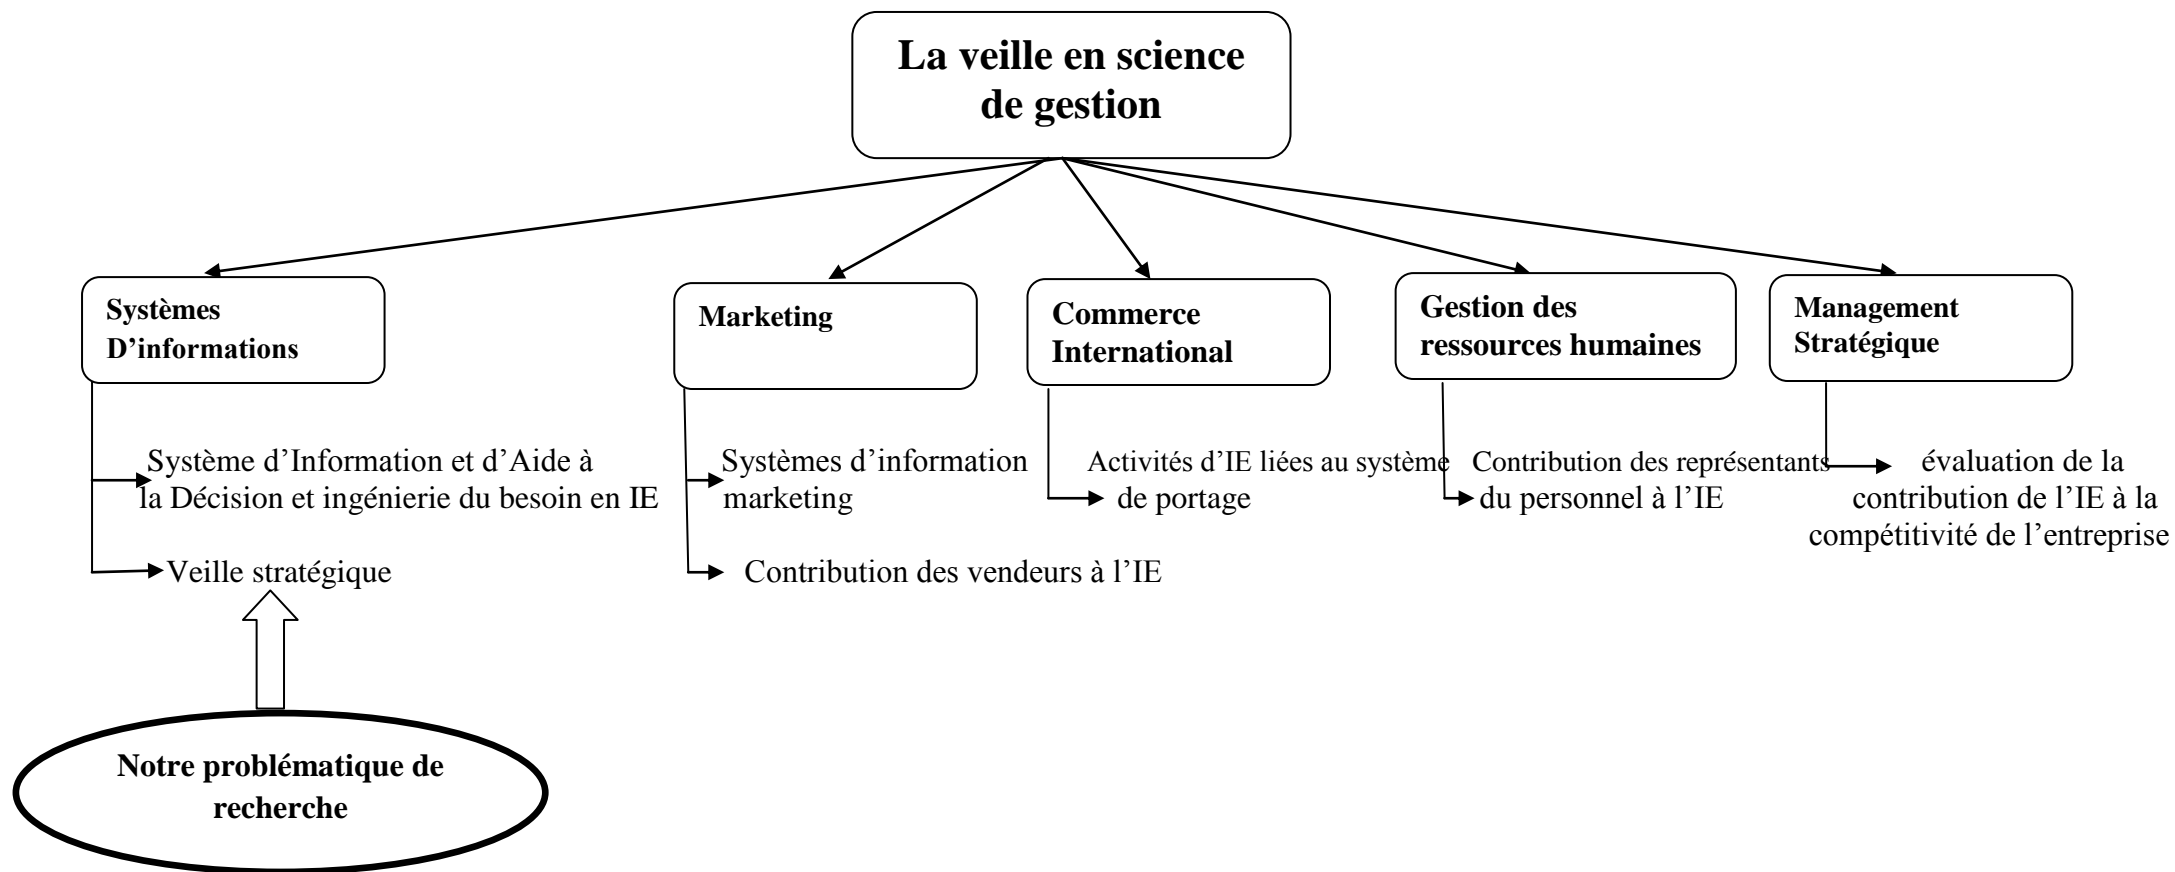 La veille en science
de gestion
Systèmes
D’informations
Marketing
Commerce
International
Gestion des
ressources humaines
Management
Stratégique
Système d’Information et d’Aide à
la Décision et ingénierie du besoin en IE
Veille stratégique
Systèmes d’information
marketing
Contribution des vendeurs à l’IE
Activités d’IE liées au système
de portage
Contribution des représentants
du personnel à l’IE
évaluation de la
contribution de l’IE à la
compétitivité de l’entreprise
Notre problématique de
recherche